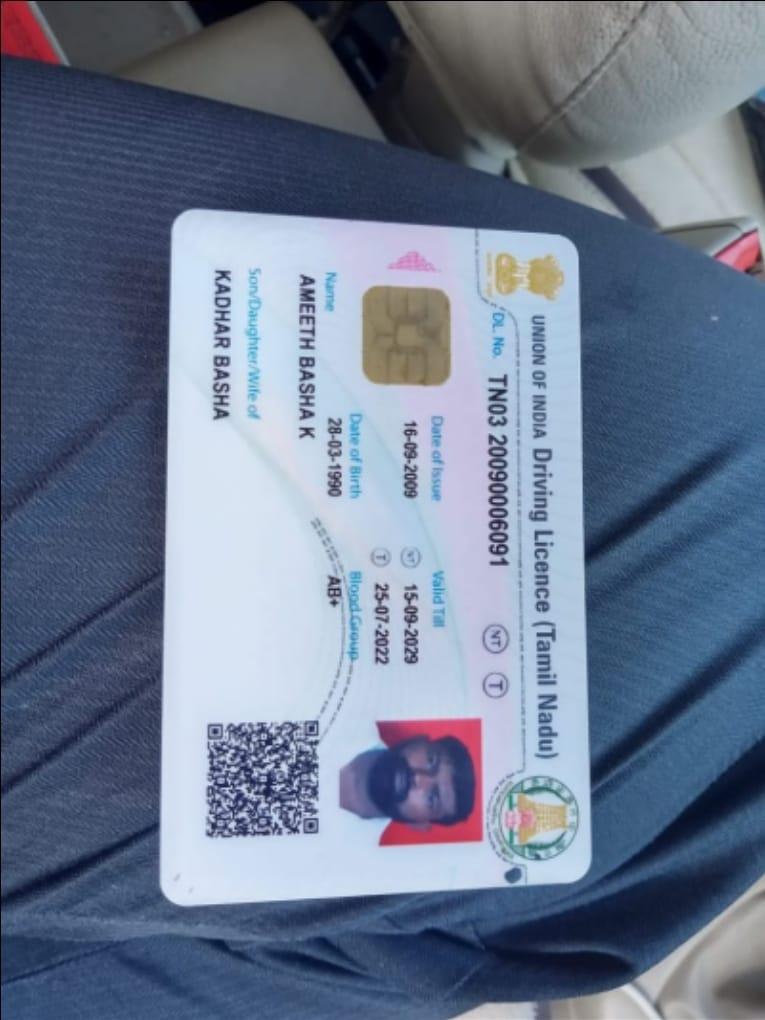 UNION OF INDIA Driving Licence (Tamil Nadu)
DL. No. TN03 20090006091 NT T
Date of Issue Valid Till
16-09-2009 NT 15-09-2029
T 25-07-2022
Name Date of Birth Blood Group
AMEETH BASHA K 28-03-1990 AB+
Son/Daughter/Wife of
KADHAR BASHA